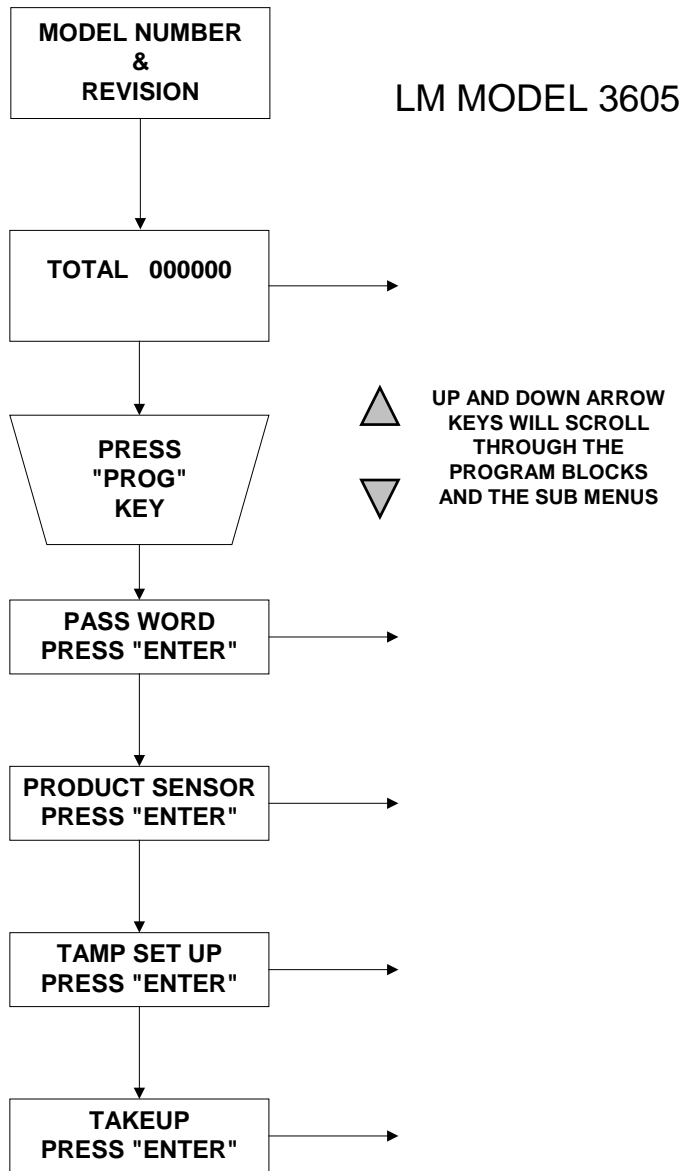 MODEL NUMBER
&
REVISION
LM MODEL 3605
TOTAL 000000
UP AND DOWN ARROW
KEYS WILL SCROLL
THROUGH THE
PROGRAM BLOCKS
AND THE SUB MENUS
PRESS
"PROG"
KEY
PASS WORD
PRESS "ENTER"
PRODUCT SENSOR
PRESS "ENTER"
TAMP SET UP
PRESS "ENTER"
TAKEUP
PRESS "ENTER"